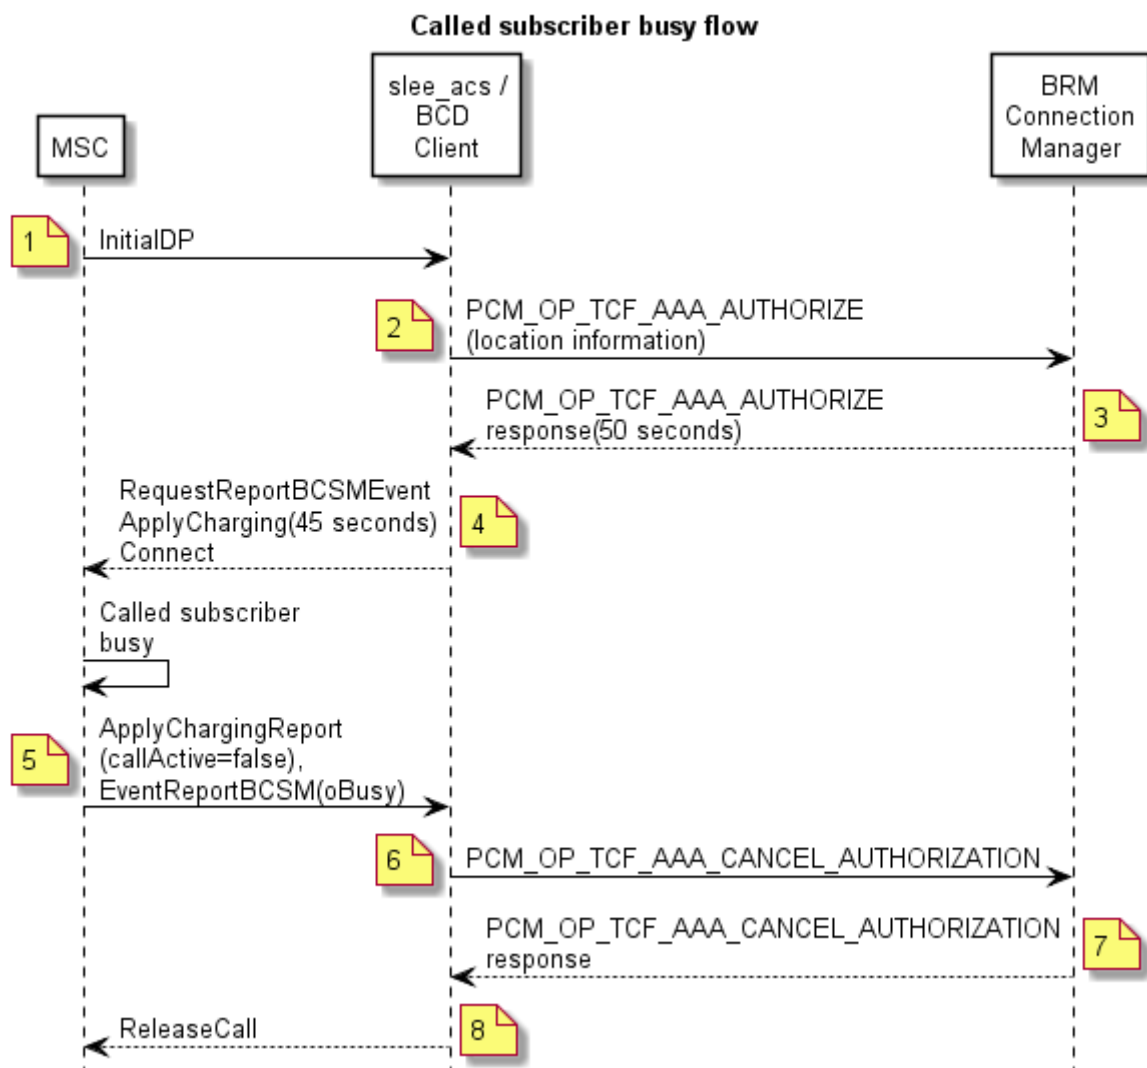 Called subscriber busy flow
MSC
slee_acs /
BCD
Client
BRM
Connection
Manager
1
InitialDP
2
PCM_OP_TCF_AAA_AUTHORIZE
(location information)
PCM_OP_TCF_AAA_AUTHORIZE
response(50 seconds)
3
RequestReportBCSMEvent
ApplyCharging(45 seconds)
Connect
4
Called subscriber
busy
5
ApplyChargingReport
(callActive=false),
EventReportBCSM(oBusy)
6
PCM_OP_TCF_AAA_CANCEL_AUTHORIZATION
PCM_OP_TCF_AAA_CANCEL_AUTHORIZATION
response
7
ReleaseCall
8